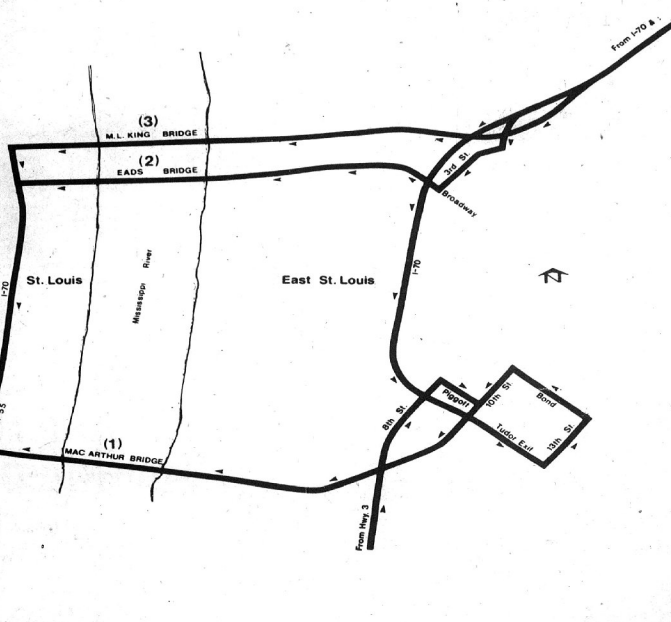 From I-70 &
(3)
M.L. KING BRIDGE
(2)
EADS BRIDGE
3rd St.
Broadway
I-70
St. Louis
Mississippi River
East St. Louis
I-70
N
55
8th St.
Piggott
10th St.
Bond
Tudor Exit
13th St.
(1)
MAC ARTHUR BRIDGE
From Hwy. 3